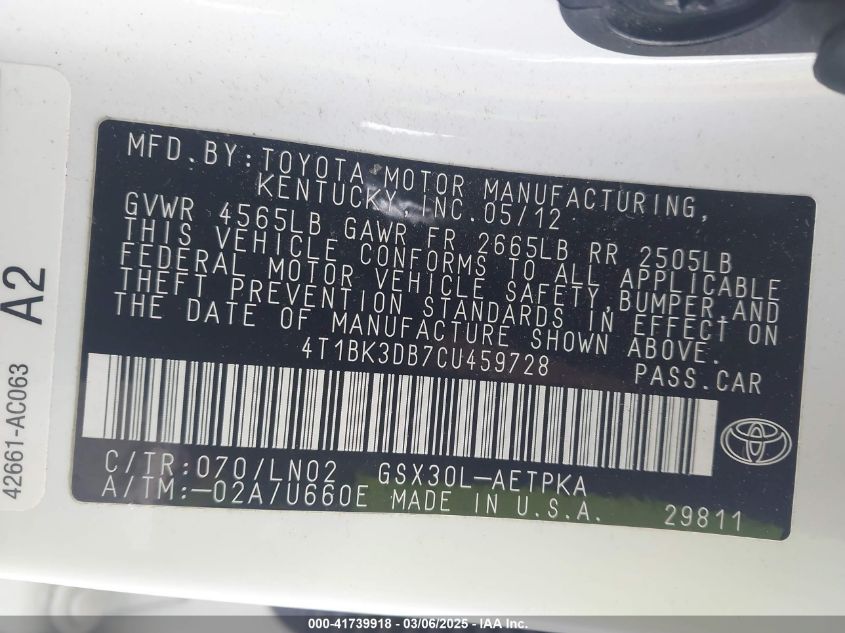 MFD. BY: TOYOTA MOTOR MANUFACTURING,
KENTUCKY, INC. 05/12
GVWR 4565LB GAWR FR 2665LB RR 2505LB
THIS VEHICLE CONFORMS TO ALL APPLICABLE
FEDERAL MOTOR VEHICLE SAFETY, BUMPER, AND
THEFT PREVENTION STANDARDS IN EFFECT ON
THE DATE OF MANUFACTURE SHOWN ABOVE.
4T1BK3DB7CU459728 PASS. CAR
C/TR: 070/LN02 GSX30L-AETPKA
A/TM: -02A/U660E MADE IN U.S.A. 29811
42661-AC063 A2
000-41739918 - 03/06/2025 - IAA Inc.